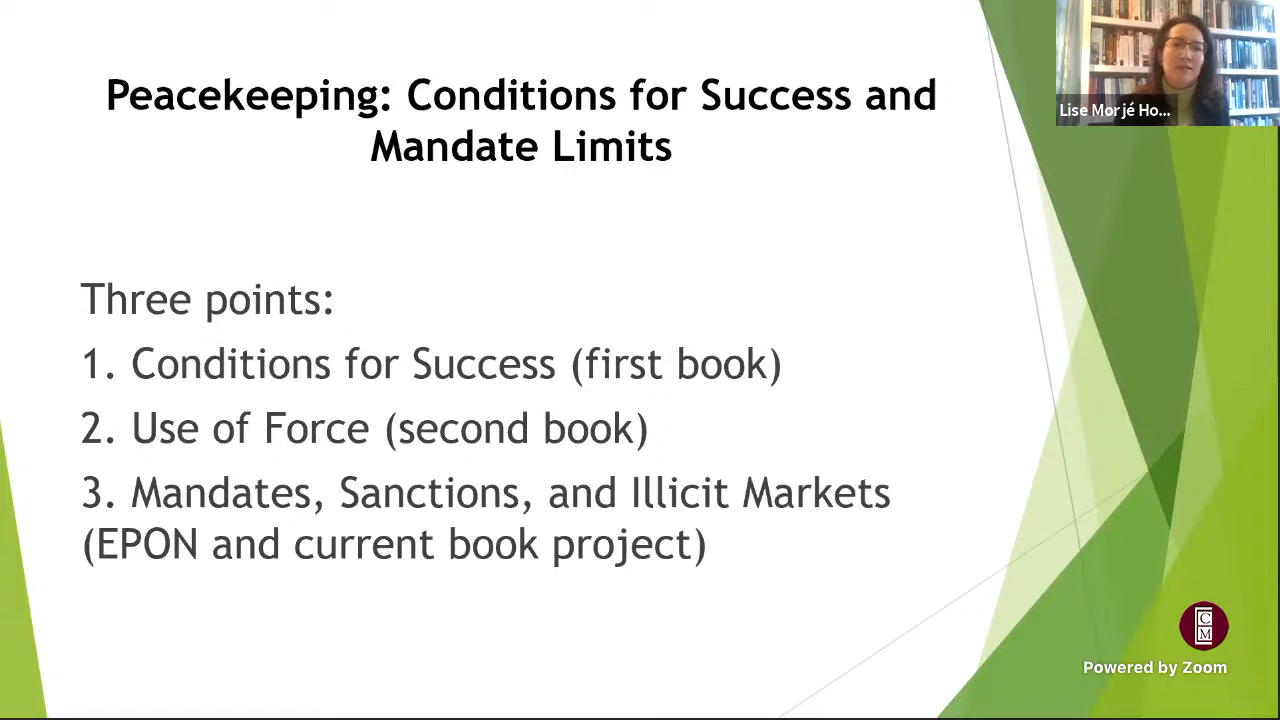 Peacekeeping: Conditions for Success and
Mandate Limits
Lise Morjé Ho...
Three points:
1. Conditions for Success (first book)
2. Use of Force (second book)
3. Mandates, Sanctions, and Illicit Markets
(EPON and current book project)
C
M
Powered by Zoom